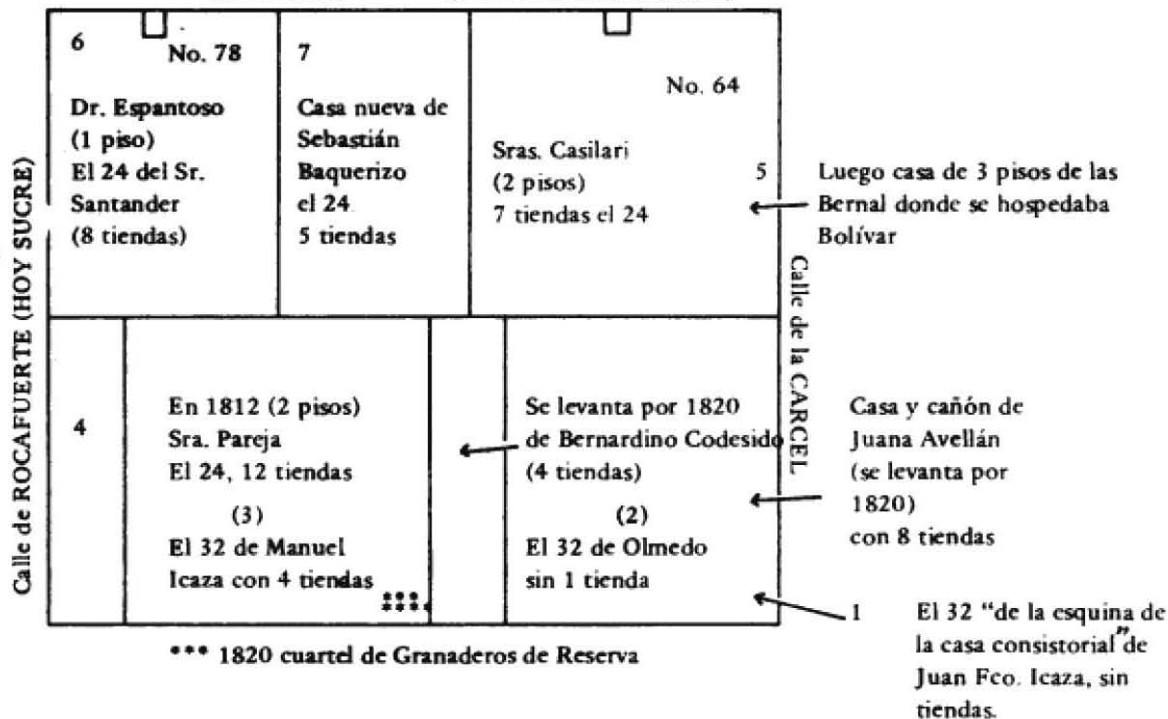 Calle de ROCAFUERTE (HOY SUCRE)
6
No. 78
Dr. Espantoso
(1 piso)
El 24 del Sr.
Santander
(8 tiendas)
7
Casa nueva de
Sebastián
Baquerizo
el 24
5 tiendas
No. 64
Sras. Casilari
(2 pisos)
7 tiendas el 24
5
Luego casa de 3 pisos de las
Bernal donde se hospedaba
Bolívar
Calle de la CARCEL
4
En 1812 (2 pisos)
Sra. Pareja
El 24, 12 tiendas
(3)
El 32 de Manuel
Icaza con 4 tiendas
***
****
Se levanta por 1820
de Bernardino Codesido
(4 tiendas)
(2)
El 32 de Olmedo
sin 1 tienda
Casa y cañón de
Juana Avellán
(se levanta por
1820)
con 8 tiendas
1
El 32 “de la esquina de
la casa consistorial” de
Juan Fco. Icaza, sin
tiendas.
*** 1820 cuartel de Granaderos de Reserva